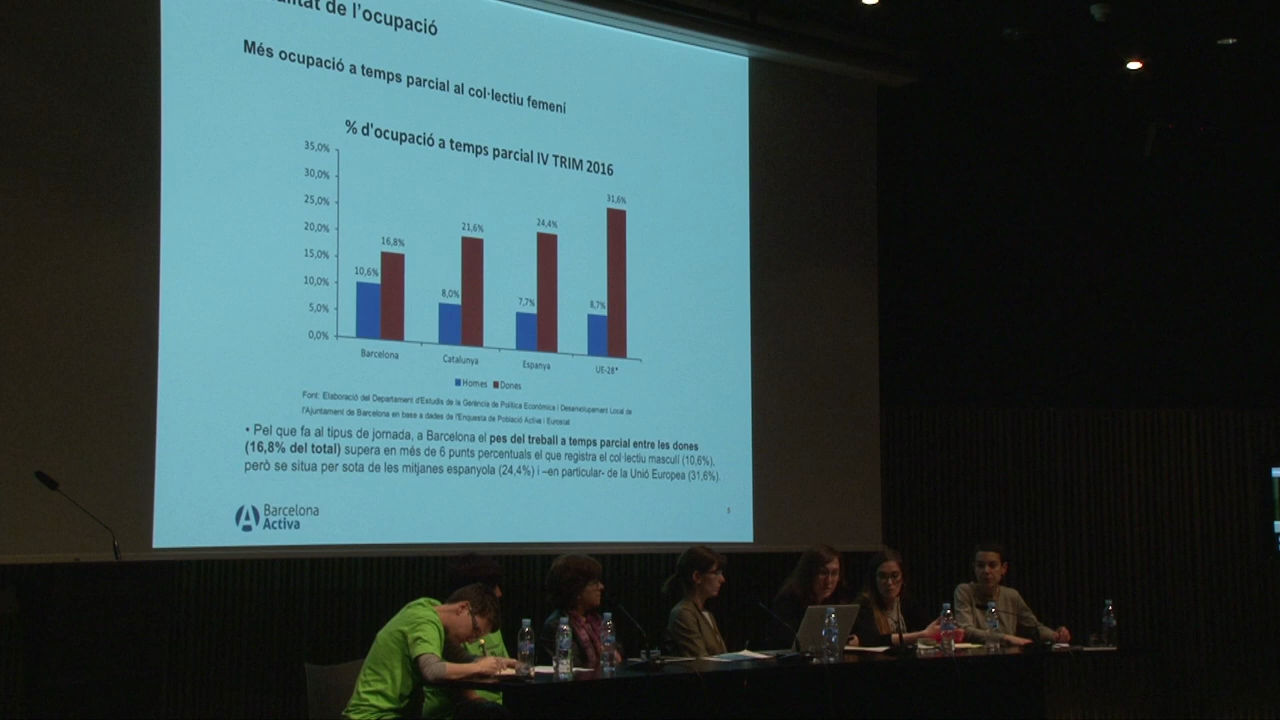 alitat de l'ocupació
Més ocupació a temps parcial al col·lectiu femení
% d'ocupació a temps parcial IV TRIM 2016
35,0%
30,0%
25,0%
20,0%
15,0%
10,0%
5,0%
0,0%
10,6%
16,8%
8,0%
21,6%
7,7%
24,4%
8,7%
31,6%
Barcelona
Catalunya
Espanya
UE-28*
Homes
Dones
Font: Elaboració del Departament d'Estudis de la Gerència de Política Econòmica i Desenvolupament Local de
l'Ajuntament de Barcelona en base a dades de l'Enquesta de Població Activa i Eurostat
• Pel que fa al tipus de jornada, a Barcelona el pes del treball a temps parcial entre les dones
(16,8% del total) supera en més de 6 punts percentuals el que registra el col·lectiu masculí (10,6%),
però se situa per sota de les mitjanes espanyola (24,4%) i –en particular- de la Unió Europea (31,6%).
Barcelona
Activa
5